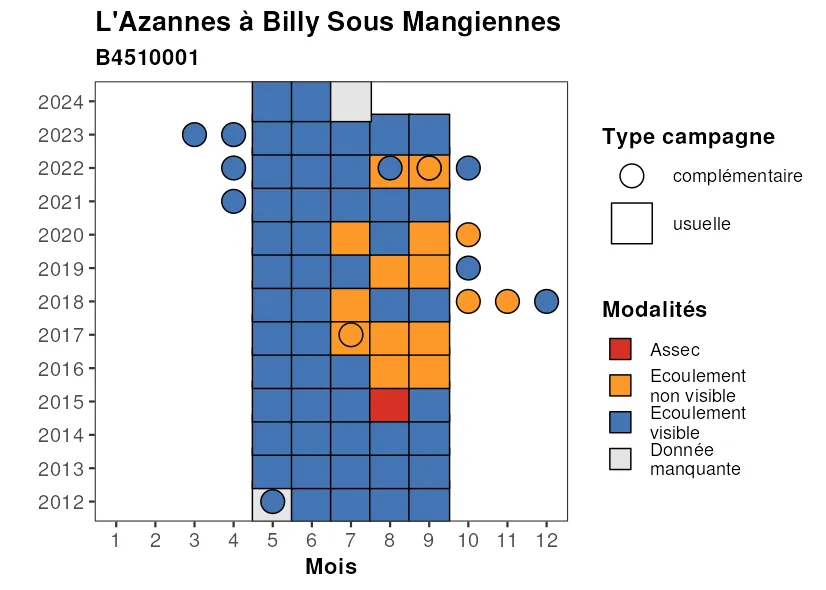 L'Azannes à Billy Sous Mangiennes
B4510001
2024
2023
2022
2021
2020
2019
2018
2017
2016
2015
2014
2013
2012
1 2 3 4 5 6 7 8 9 10 11 12
Mois
Type campagne
complémentaire
usuelle
Modalités
Assec
Ecoulement
non visible
Ecoulement
visible
Donnée
manquante